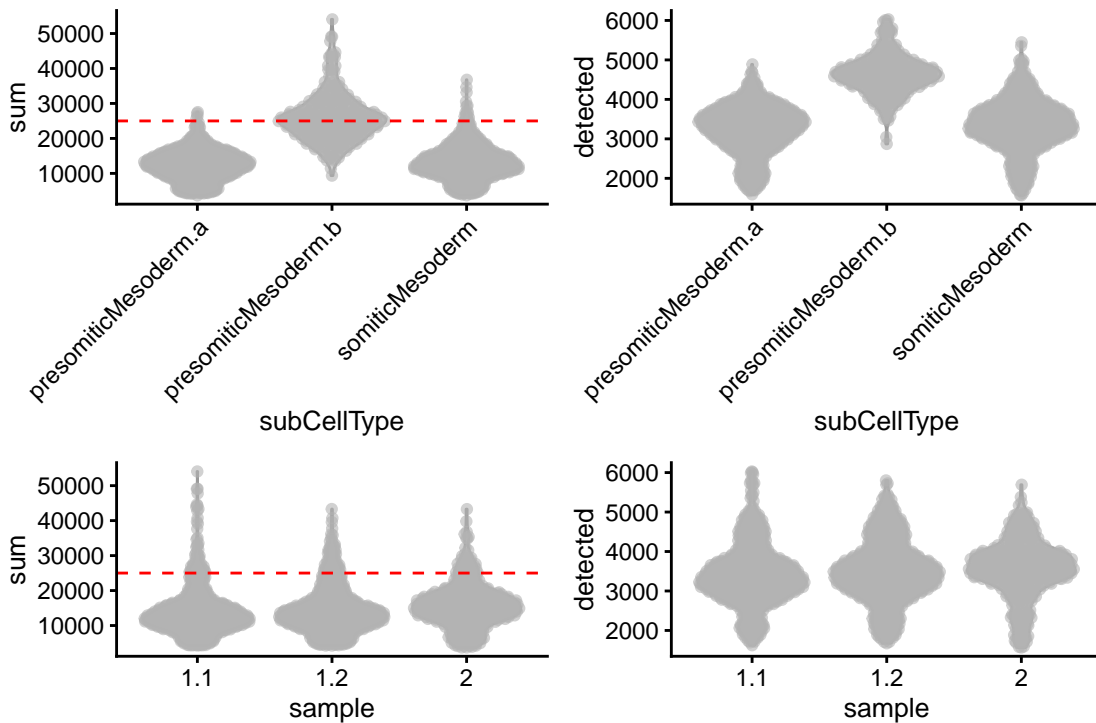 sum
50000
40000
30000
20000
10000
presomiticMesoderm.a
presomiticMesoderm.b
somiticMesoderm
subCellType
detected
6000
5000
4000
3000
2000
presomiticMesoderm.a
presomiticMesoderm.b
somiticMesoderm
subCellType
sum
50000
40000
30000
20000
10000
1.1 1.2 2
sample
detected
6000
5000
4000
3000
2000
1.1 1.2 2
sample